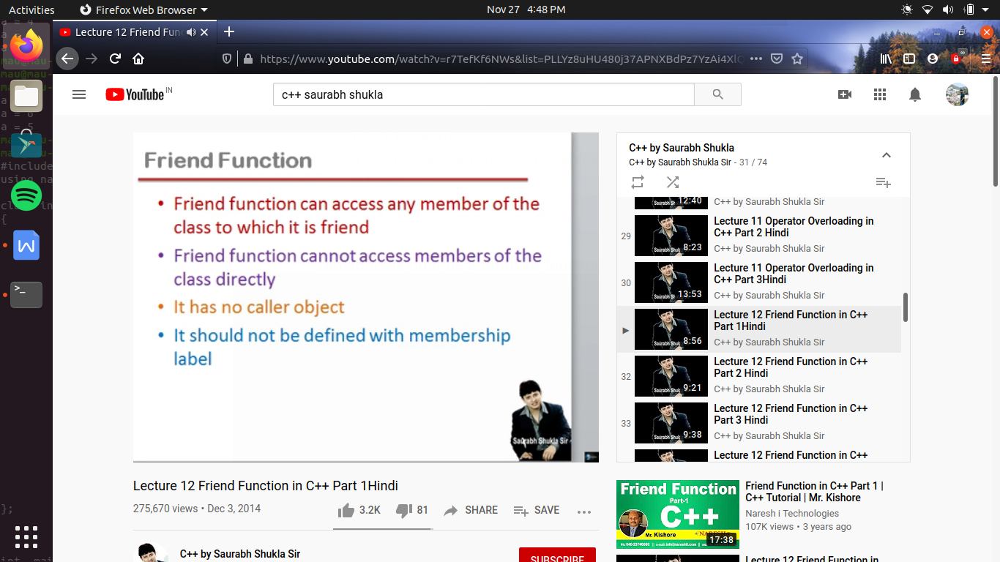 Activities
Firefox Web Browser
Nov 27 4:48 PM
Lecture 12 Friend Func
https://www.youtube.com/watch?v=r7TefKf6NWs&list=PLLYz8uHU480j37APNXBdPz7YzAi4XlQ
YouTube IN
c++ saurabh shukla
Friend Function
• Friend function can access any member of the
class to which it is friend
• Friend function cannot access members of the
class directly
• It has no caller object
• It should not be defined with membership
label
Saurabh Shukla Sir
Lecture 12 Friend Function in C++ Part 1Hindi
275,670 views • Dec 3, 2014
3.2K
81
SHARE
SAVE
C++ by Saurabh Shukla Sir
SUBSCRIBE
C++ by Saurabh Shukla
C++ by Saurabh Shukla Sir - 31 / 74
12:40
C++ by Saurabh Shukla Sir
29
8:23
Lecture 11 Operator Overloading in
C++ Part 2 Hindi
C++ by Saurabh Shukla Sir
30
13:53
Lecture 11 Operator Overloading in
C++ Part 3Hindi
C++ by Saurabh Shukla Sir
8:56
Lecture 12 Friend Function in C++
Part 1Hindi
C++ by Saurabh Shukla Sir
32
9:21
Lecture 12 Friend Function in C++
Part 2 Hindi
C++ by Saurabh Shukla Sir
33
9:38
Lecture 12 Friend Function in C++
Part 3 Hindi
C++ by Saurabh Shukla Sir
Lecture 12 Friend Function in C++
Friend Function
Part-1
C++
Mr. Kishore
17:38
Friend Function in C++ Part 1 |
C++ Tutorial | Mr. Kishore
Naresh i Technologies
107K views • 3 years ago
Lecture 12 Friend Function in
#include
using na
{
};